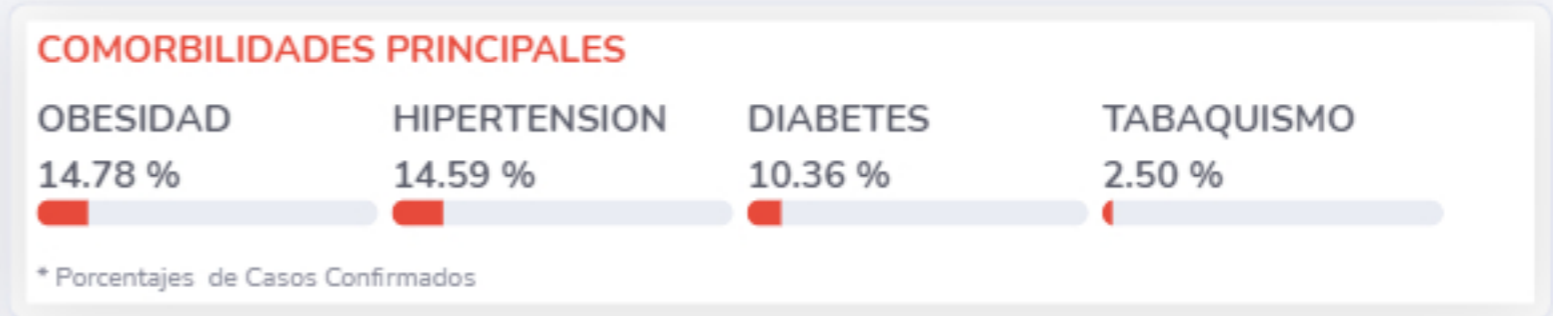 COMORBILIDADES PRINCIPALES
OBESIDAD HIPERTENSION DIABETES TABAQUISMO
14.78 % 14.59 % 10.36 % 2.50 %
* Porcentajes de Casos Confirmados